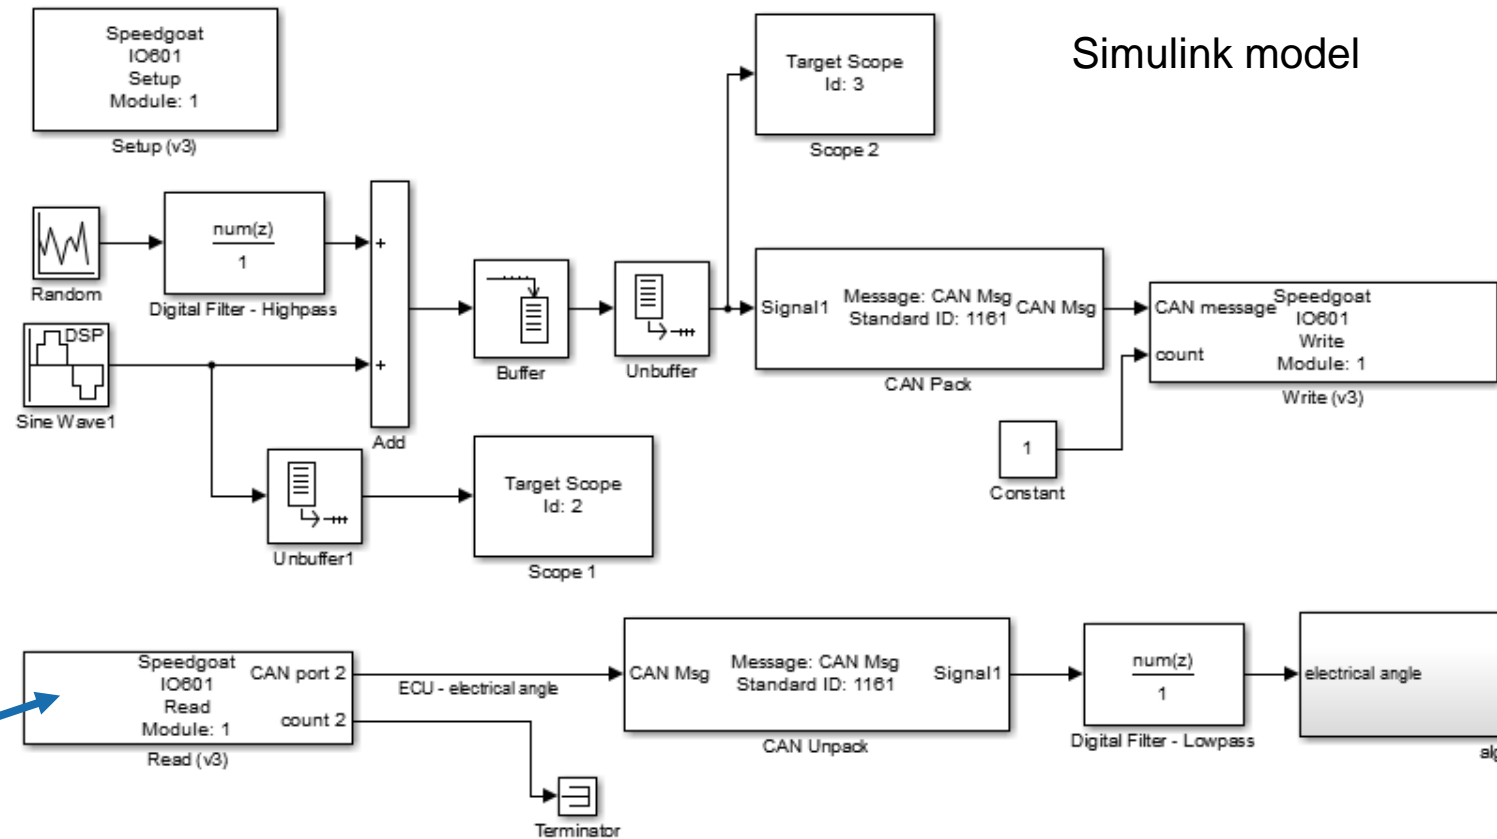 Simulink model
Speedgoat
IO601
Setup
Module: 1
Setup (v3)
Target Scope
Id: 3
Scope 2
Random
num(z)
1
Digital Filter - Highpass
+
+
Add
DSP
Sine Wave1
Buffer
Unbuffer
Signal1
Message: CAN Msg
Standard ID: 1161
CAN Msg
CAN Pack
CAN message
count
Speedgoat
IO601
Write
Module: 1
Write (v3)
1
Constant
Unbuffer1
Target Scope
Id: 2
Scope 1
Speedgoat
IO601
Read
Module: 1
CAN port 2
count 2
Read (v3)
ECU - electrical angle
Terminator
CAN Msg
Message: CAN Msg
Standard ID: 1161
Signal1
CAN Unpack
num(z)
1
Digital Filter - Lowpass
electrical angle